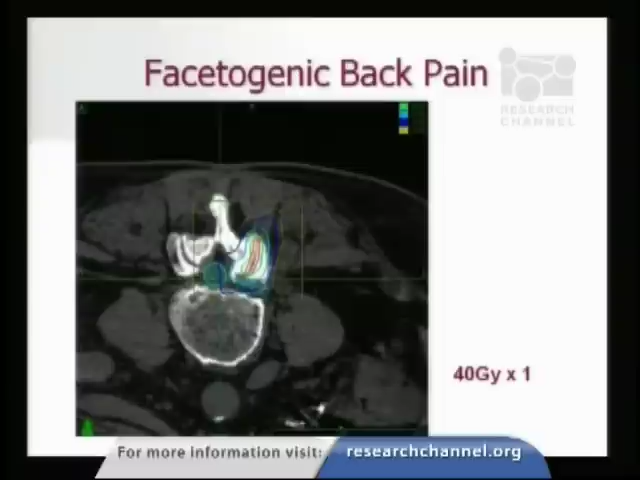 Facetogenic Back Pain
RESEARCH
CHANNEL
40Gy x 1
For more information visit:
researchchannel.org